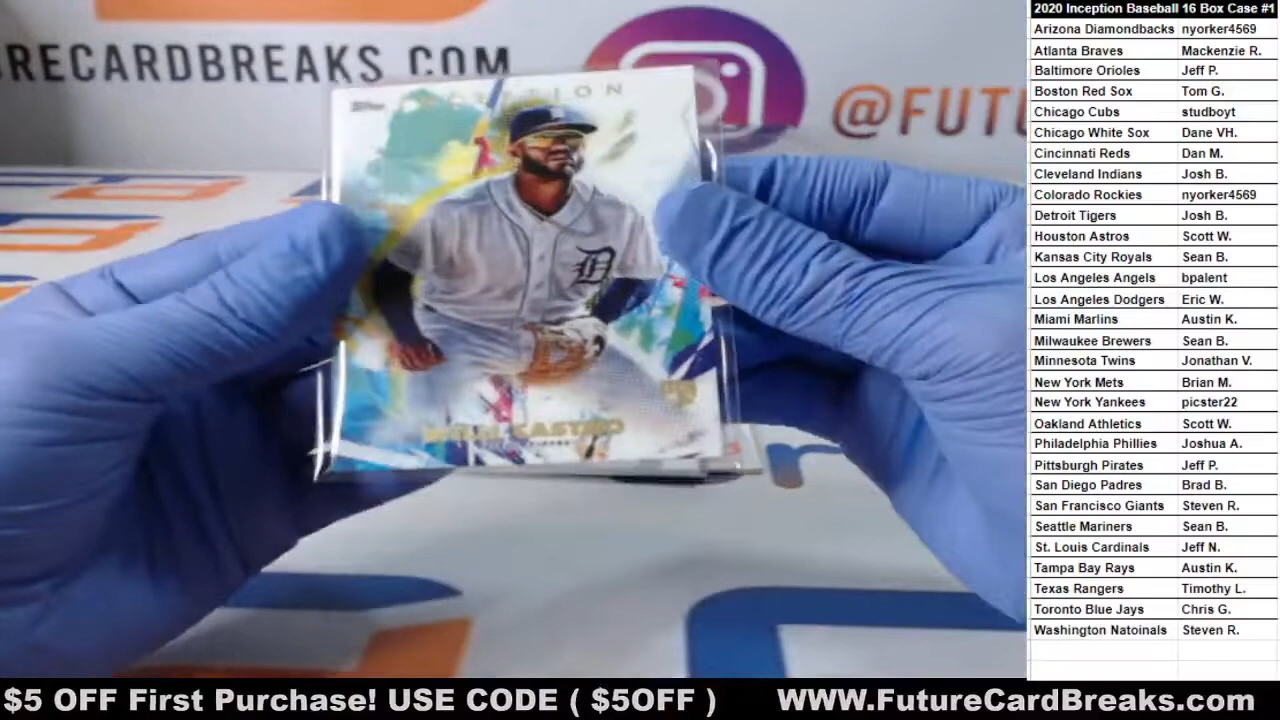 RECARDBREAKS.COM
@FUTU
Topps
CASTRO
D
2020 Inception Baseball 16 Box Case #1
Arizona Diamondbacks nyorker4569
Atlanta Braves Mackenzie R.
Baltimore Orioles Jeff P.
Boston Red Sox Tom G.
Chicago Cubs studboyt
Chicago White Sox Dane VH.
Cincinnati Reds Dan M.
Cleveland Indians Josh B.
Colorado Rockies nyorker4569
Detroit Tigers Josh B.
Houston Astros Scott W.
Kansas City Royals Sean B.
Los Angeles Angels bpalent
Los Angeles Dodgers Eric W.
Miami Marlins Austin K.
Milwaukee Brewers Sean B.
Minnesota Twins Jonathan V.
New York Mets Brian M.
New York Yankees picster22
Oakland Athletics Scott W.
Philadelphia Phillies Joshua A.
Pittsburgh Pirates Jeff P.
San Diego Padres Brad B.
San Francisco Giants Steven R.
Seattle Mariners Sean B.
St. Louis Cardinals Jeff N.
Tampa Bay Rays Austin K.
Texas Rangers Timothy L.
Toronto Blue Jays Chris G.
Washington Natoinals Steven R.
$5 OFF First Purchase! USE CODE ( $5OFF ) WWW.FutureCardBreaks.com